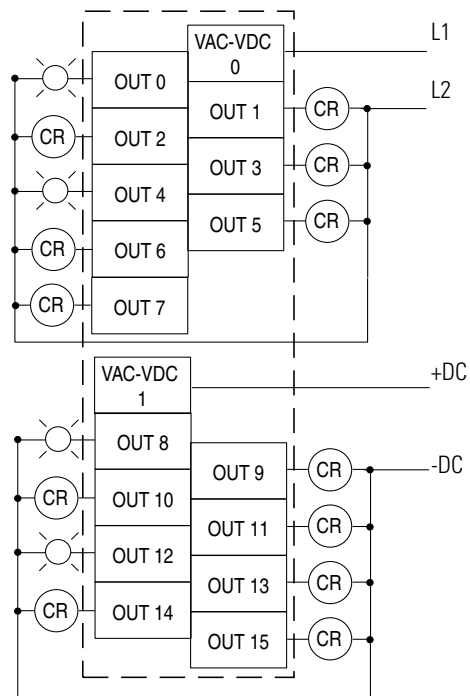 VAC-VDC
0
L1
OUT 0
OUT 1
CR
L2
CR
OUT 2
OUT 3
CR
OUT 4
OUT 5
CR
CR
OUT 6
CR
OUT 7
VAC-VDC
1
+DC
OUT 8
OUT 9
CR
-DC
CR
OUT 10
OUT 11
CR
OUT 12
OUT 13
CR
CR
OUT 14
OUT 15
CR